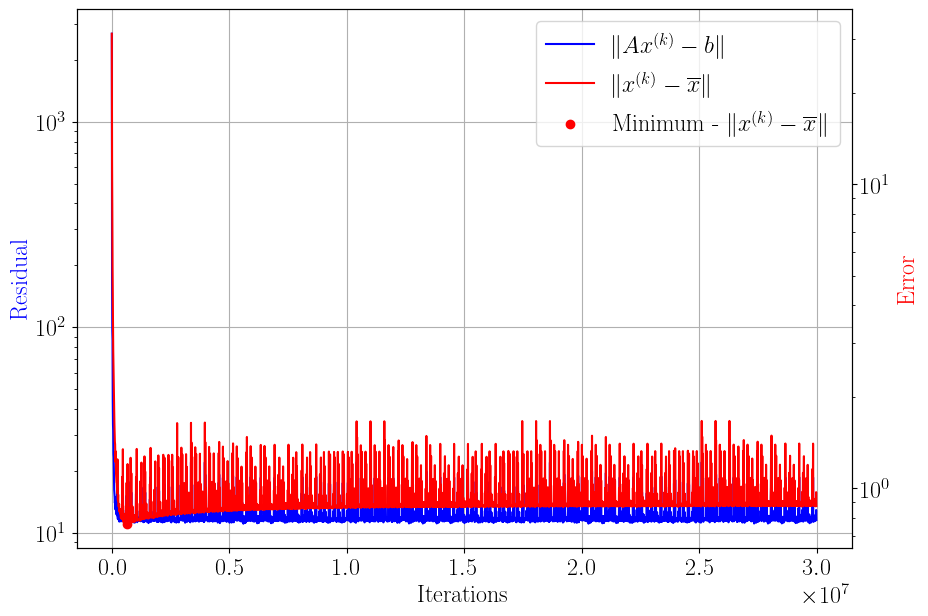 ‖Ax^(k) − b‖
‖x^(k) − x̅‖
Minimum - ‖x^(k) − x̅‖
10^3
10^2
10^1
Residual
10^1
10^0
Error
0.0 0.5 1.0 1.5 2.0 2.5 3.0
Iterations
×10^7